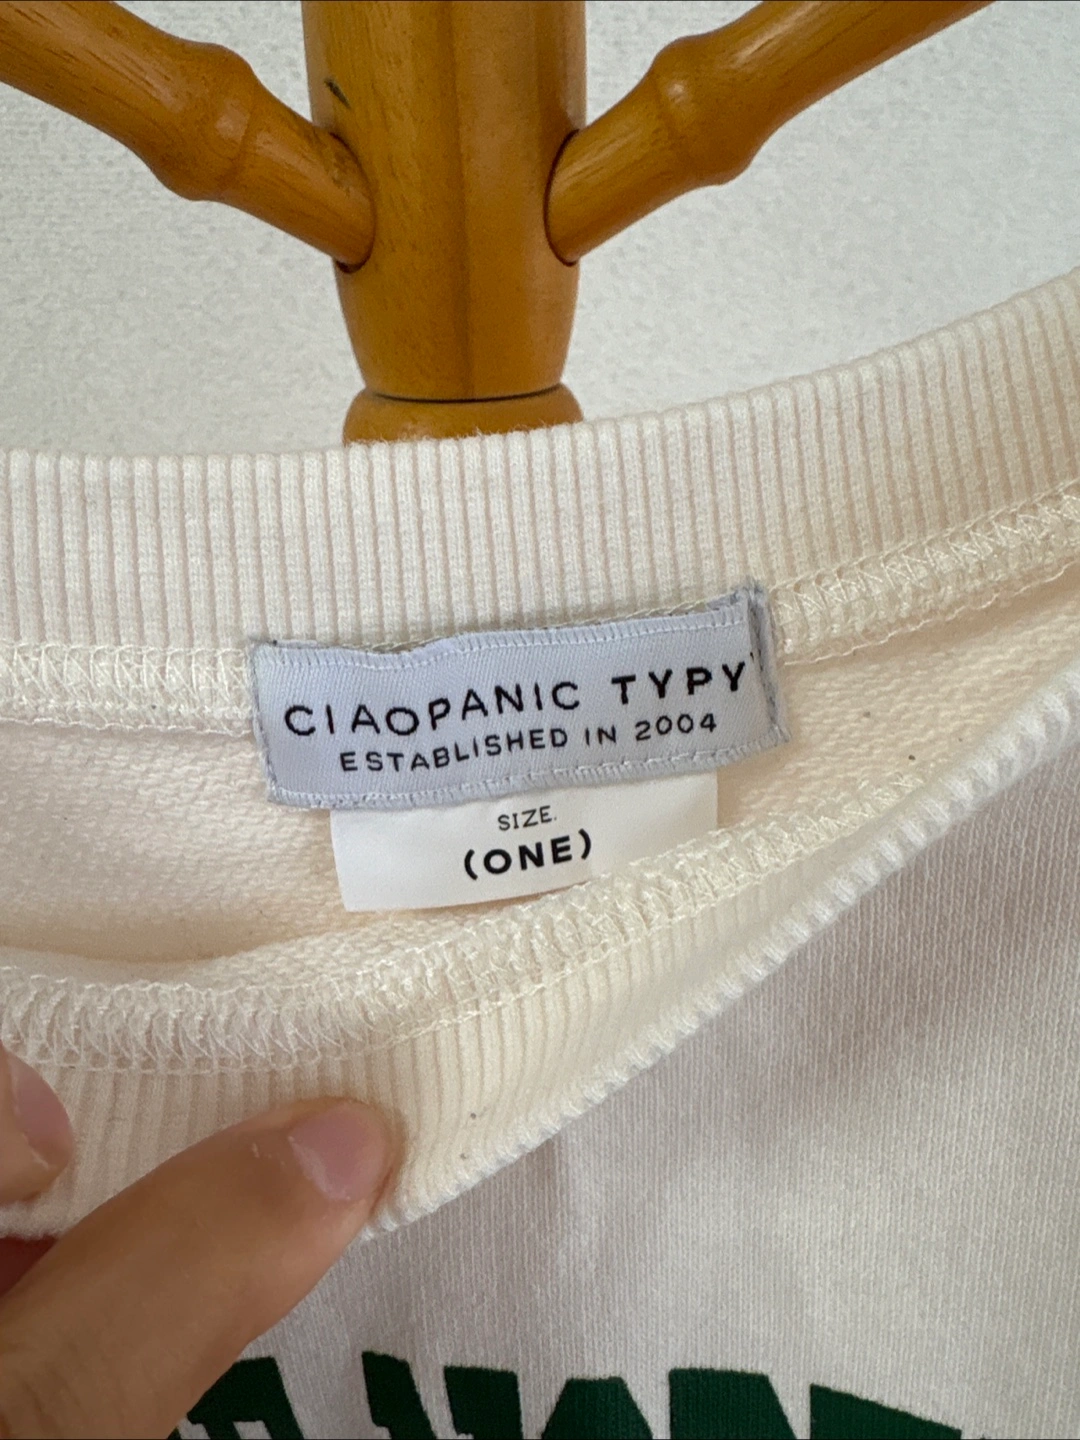 CIAOPANIC TYPY
ESTABLISHED IN 2004
SIZE.
(ONE)